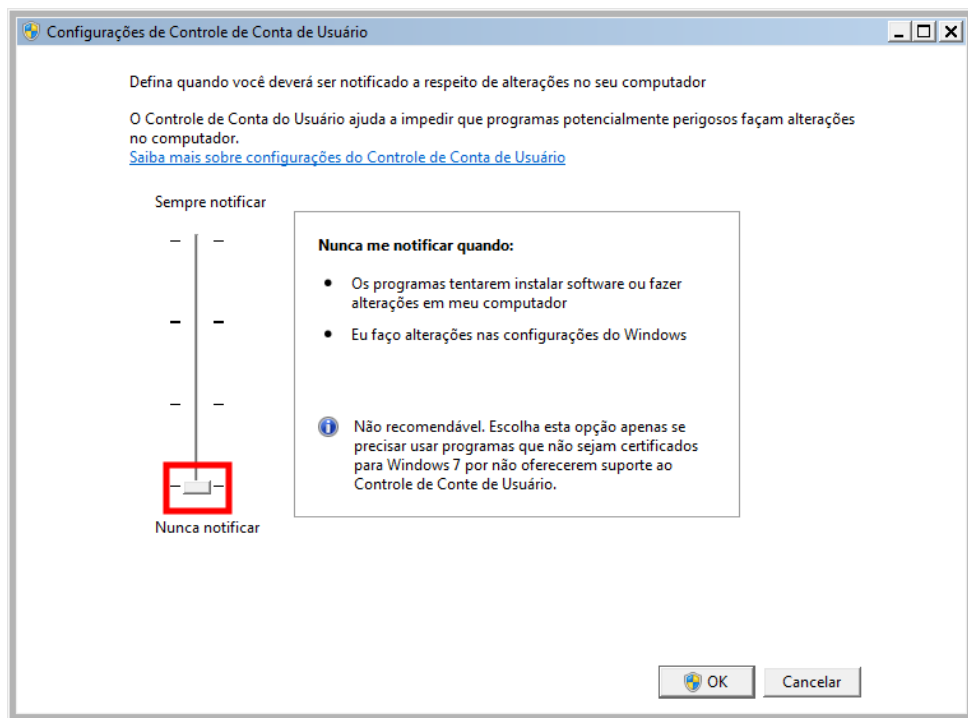 Configurações de Controle de Conta de Usuário
Defina quando você deverá ser notificado a respeito de alterações no seu computador
O Controle de Conta do Usuário ajuda a impedir que programas potencialmente perigosos façam alterações
no computador.
Saiba mais sobre configurações do Controle de Conta de Usuário
Sempre notificar
Nunca me notificar quando:
Os programas tentarem instalar software ou fazer
alterações em meu computador
Eu faço alterações nas configurações do Windows
Não recomendável. Escolha esta opção apenas se
precisar usar programas que não sejam certificados
para Windows 7 por não oferecerem suporte ao
Controle de Conte de Usuário.
Nunca notificar
OK
Cancelar